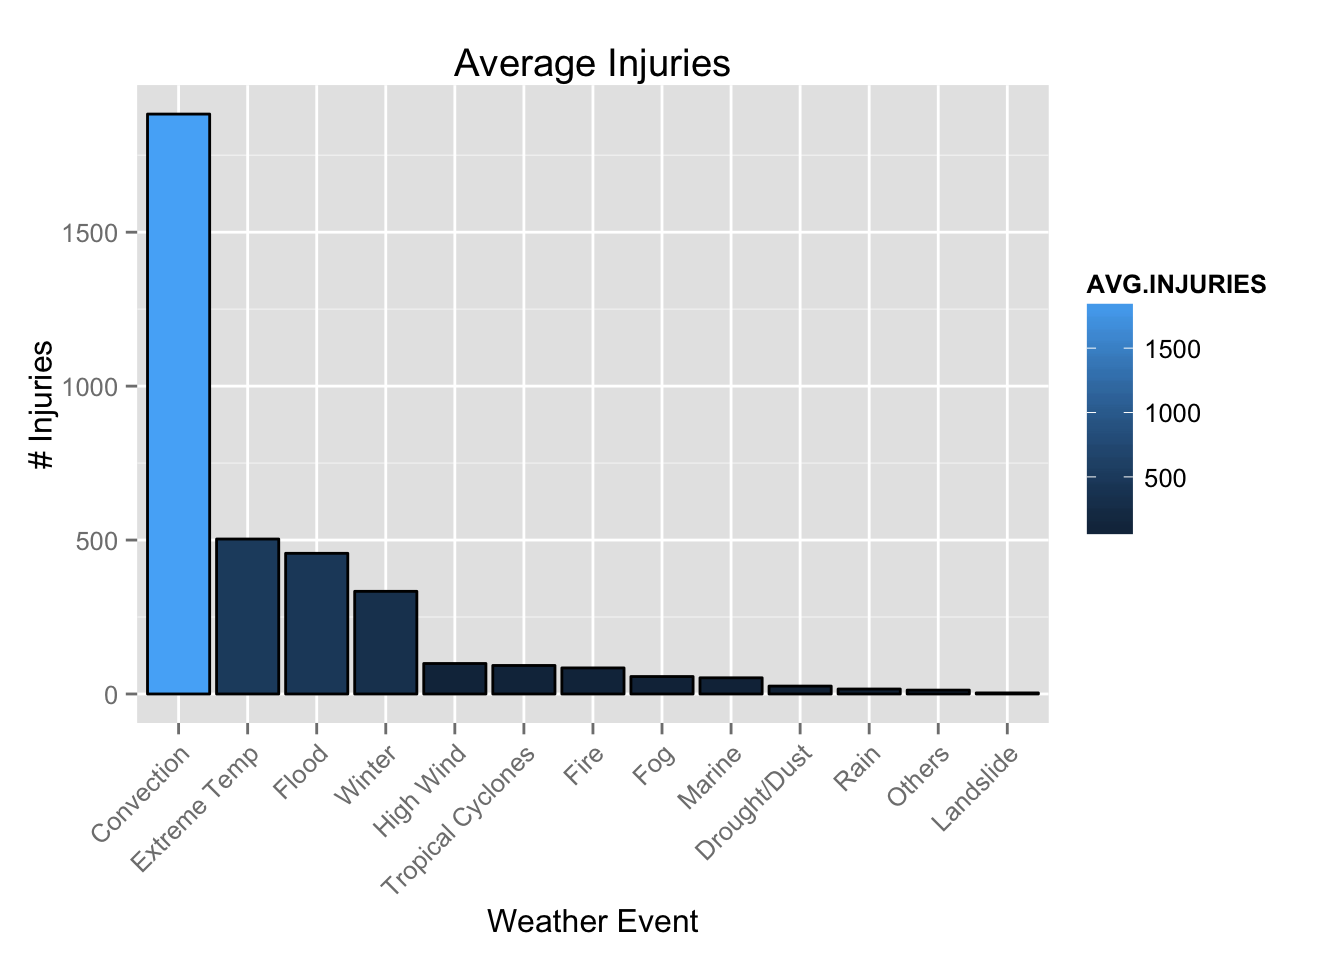 Average Injuries
# Injuries
1500
1000
500
0
Convection
Extreme Temp
Flood
Winter
High Wind
Tropical Cyclones
Fire
Fog
Marine
Drought/Dust
Rain
Others
Landslide
Weather Event
AVG.INJURIES
1500
1000
500